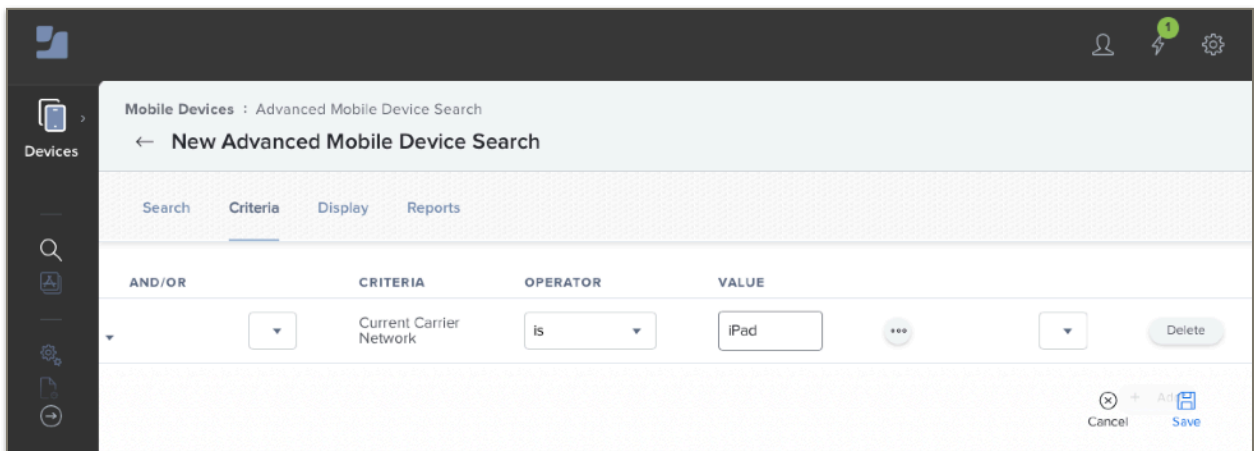 1
Mobile Devices : Advanced Mobile Device Search
← New Advanced Mobile Device Search
Devices
Search Criteria Display Reports
AND/OR CRITERIA OPERATOR VALUE
Current Carrier
Network
is
iPad
Delete
+
Cancel
Save